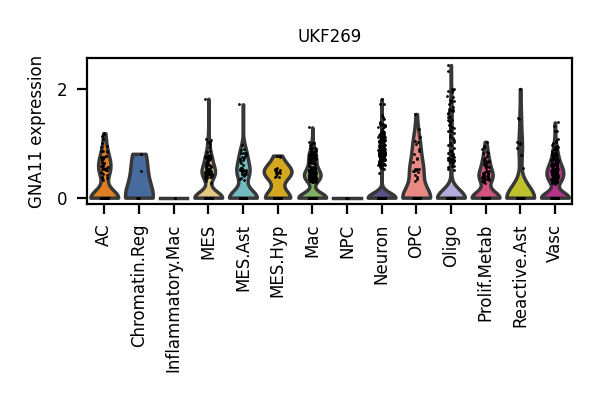 UKF269
GNA11 expression
2
0
AC
Chromatin.Reg
Inflammatory.Mac
MES
MES.Ast
MES.Hyp
Mac
NPC
Neuron
OPC
Oligo
Prolif.Metab
Reactive.Ast
Vasc